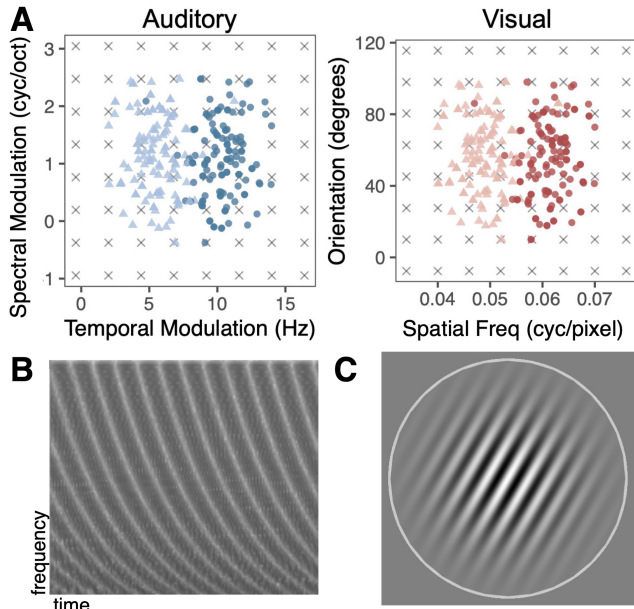 A
Auditory
Visual
Spectral Modulation (cyc/oct)
3
2
1
0
1
0
5
10
15
Temporal Modulation (Hz)
Orientation (degrees)
120
80
40
0
0.04
0.05
0.06
0.07
Spatial Freq (cyc/pixel)
B
frequency
time
C